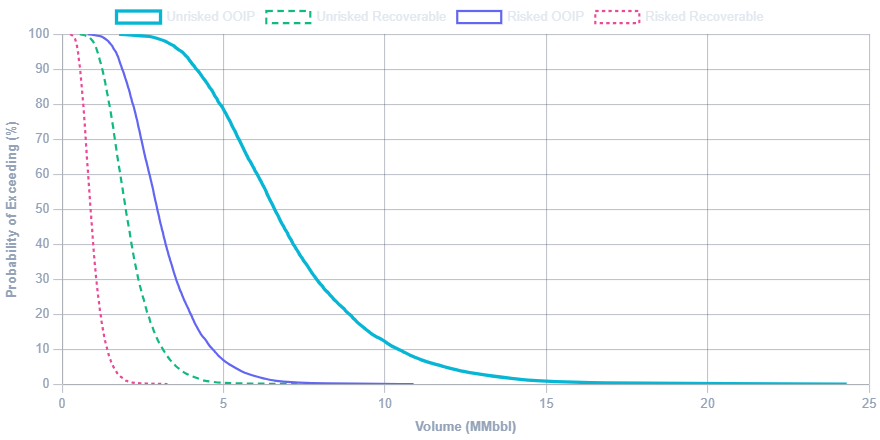 Unrisked OOIP Unrisked Recoverable Risked OOIP Risked Recoverable
100
90
80
70
60
50
40
30
20
10
0
Probability of Exceeding (%)
0 5 10 15 20 25
Volume (MMbbl)